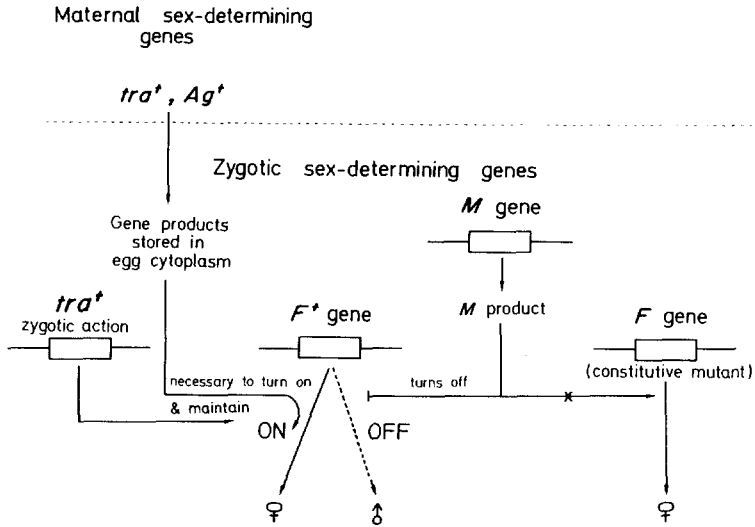 Maternal sex-determining
genes
tra⁺, Ag⁺
Zygotic sex-determining genes
Gene products
stored in
egg cytoplasm
M gene
M product
tra⁺
zygotic action
F⁺ gene
F gene
(constitutive mutant)
necessary to turn on
& maintain
turns off
ON
OFF
♀
♂
♀